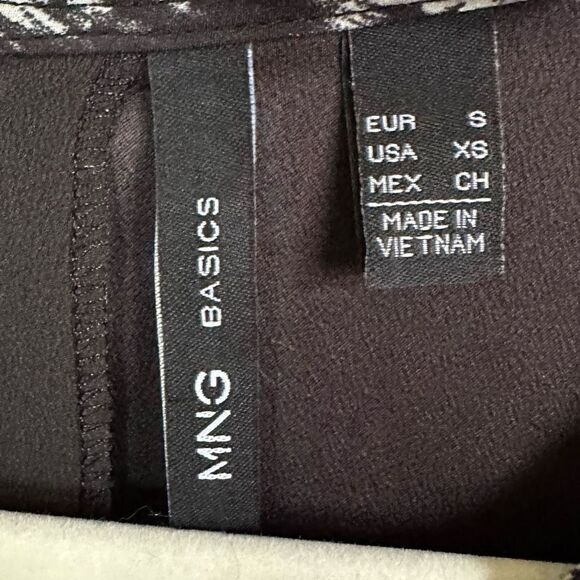 MNG BASICS
EUR S
USA XS
MEX CH
MADE IN
VIETNAM